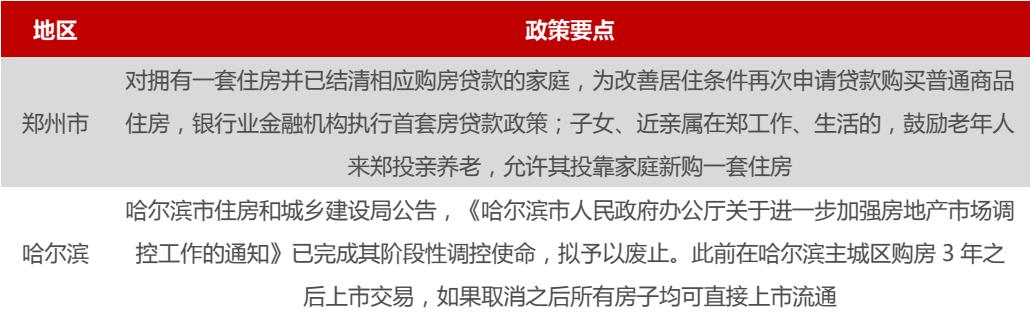 地区 政策要点
对拥有一套住房并已结清相应购房贷款的家庭，为改善居住条件再次申请贷款购买普通商品
郑州市 住房，银行业金融机构执行首套房贷款政策；子女、近亲属在郑工作、生活的，鼓励老年人
来郑投亲养老，允许其投靠家庭新购一套住房
哈尔滨市住房和城乡建设局公告，《哈尔滨市人民政府办公厅关于进一步加强房地产市场调
哈尔滨 控工作的通知》已完成其阶段性调控使命，拟予以废止。此前在哈尔滨主城区购房 3 年之
后上市交易，如果取消之后所有房子均可直接上市流通